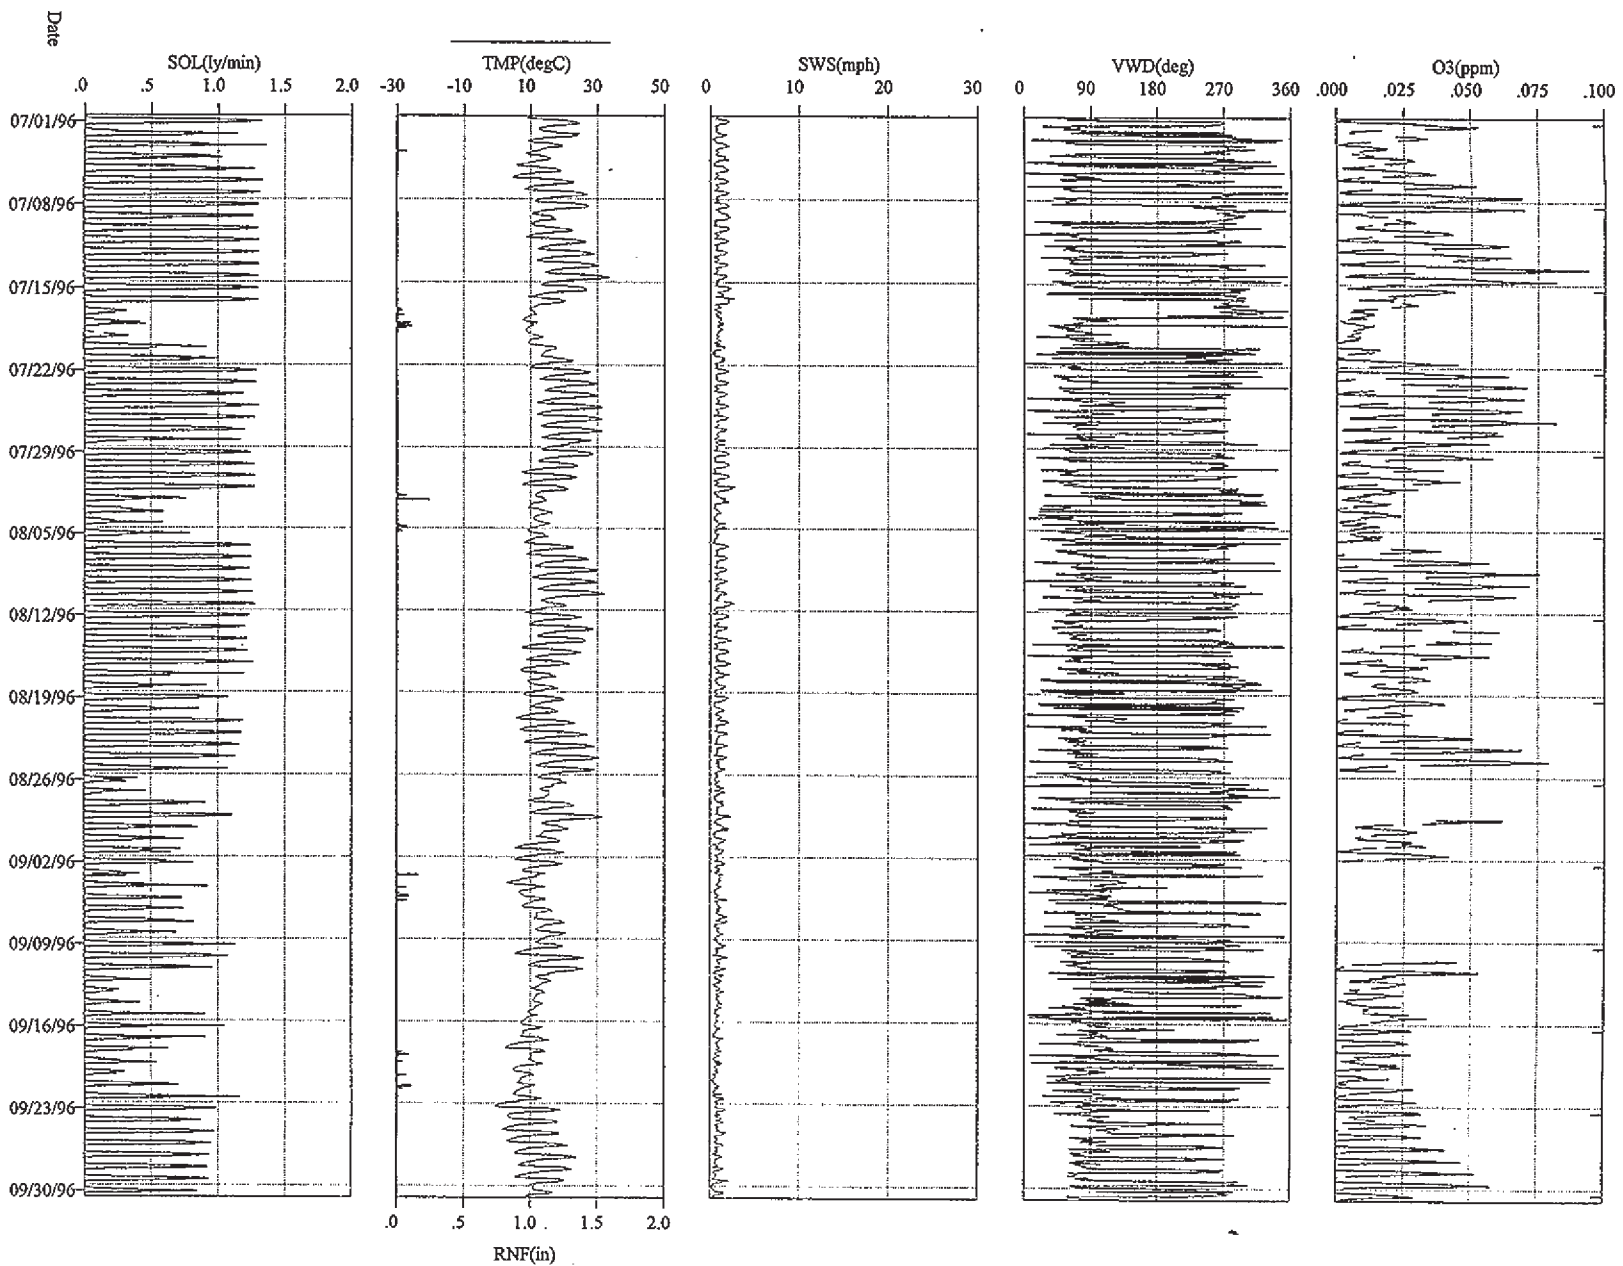 Date
SOL(ly/min)
.0 .5 1.0 1.5 2.0
TMP(degC)
-30 -10 10 30 50
SWS(mph)
0 10 20 30
VWD(deg)
0 90 180 270 360
O3(ppm)
.000 .025 .050 .075 .100
07/01/96
07/08/96
07/15/96
07/22/96
07/29/96
08/05/96
08/12/96
08/19/96
08/26/96
09/02/96
09/09/96
09/16/96
09/23/96
09/30/96
.0 .5 1.0 1.5 2.0
RNF(in)